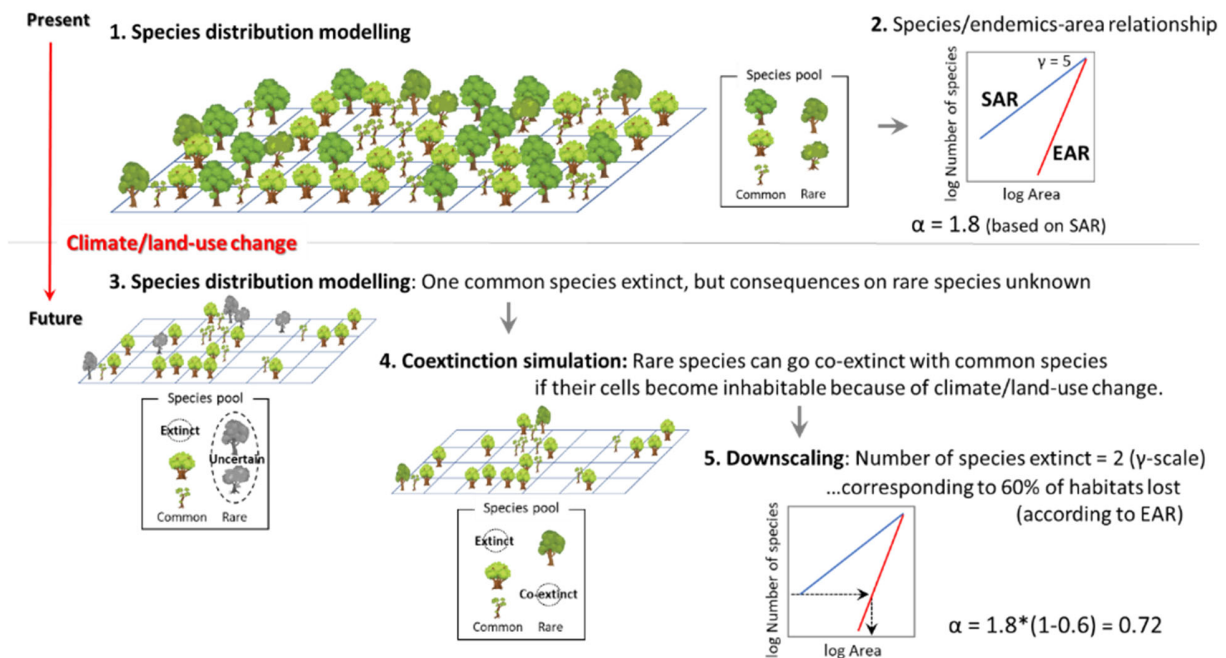 Present
1. Species distribution modelling
2. Species/endemics-area relationship
Species pool
Common Rare
log Number of species
γ = 5
SAR
EAR
log Area
α = 1.8 (based on SAR)
Climate/land-use change
3. Species distribution modelling: One common species extinct, but consequences on rare species unknown
Future
Species pool
Extinct
Uncertain
Common Rare
4. Coextinction simulation: Rare species can go co-extinct with common species
if their cells become inhabitable because of climate/land-use change.
Species pool
Extinct
Co-extinct
Common Rare
5. Downscaling: Number of species extinct = 2 (γ-scale)
...corresponding to 60% of habitats lost
(according to EAR)
log Number of species
log Area
α = 1.8*(1-0.6) = 0.72